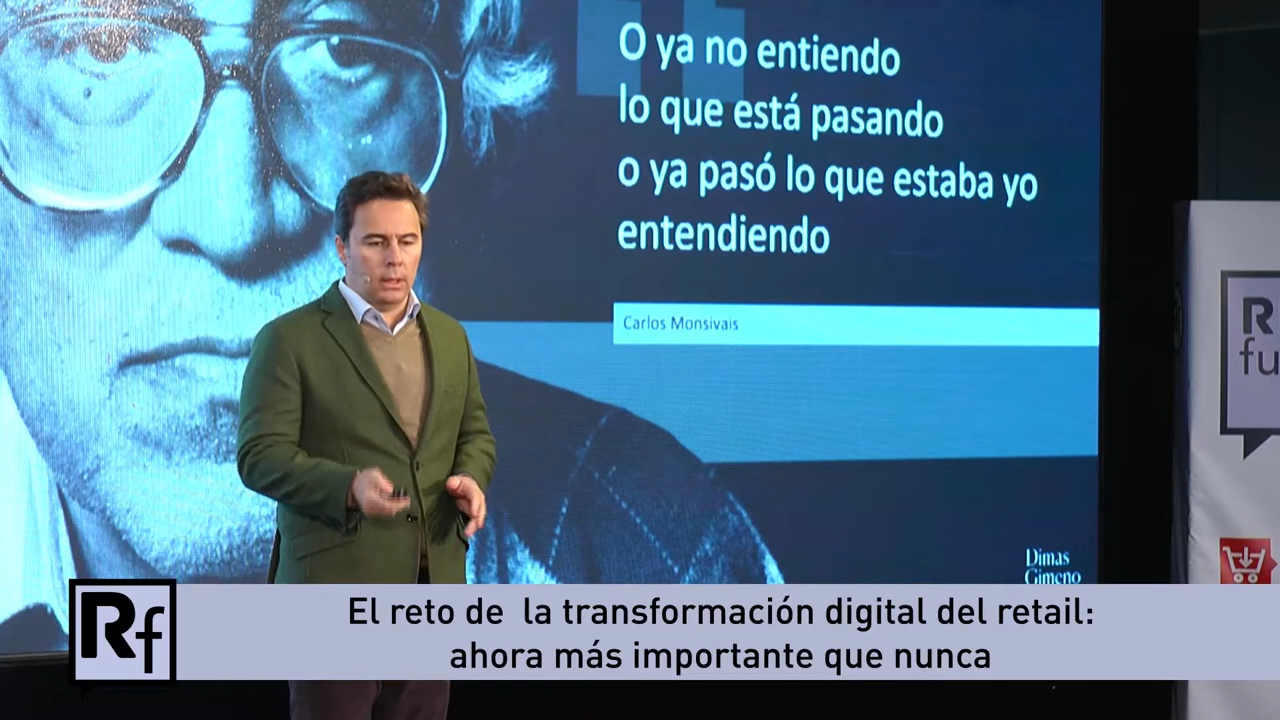 O ya no entiendo
lo que está pasando
o ya pasó lo que estaba yo
entendiendo
Carlos Monsivais
R
fu
Dimas
Gimeno
Rf
El reto de la transformación digital del retail:
ahora más importante que nunca